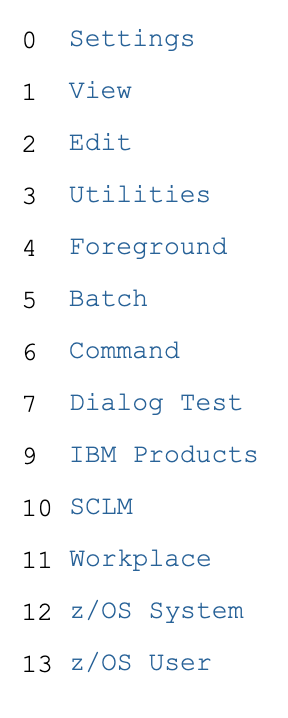 0 Settings
1 View
2 Edit
3 Utilities
4 Foreground
5 Batch
6 Command
7 Dialog Test
9 IBM Products
10 SCLM
11 Workplace
12 z/OS System
13 z/OS User